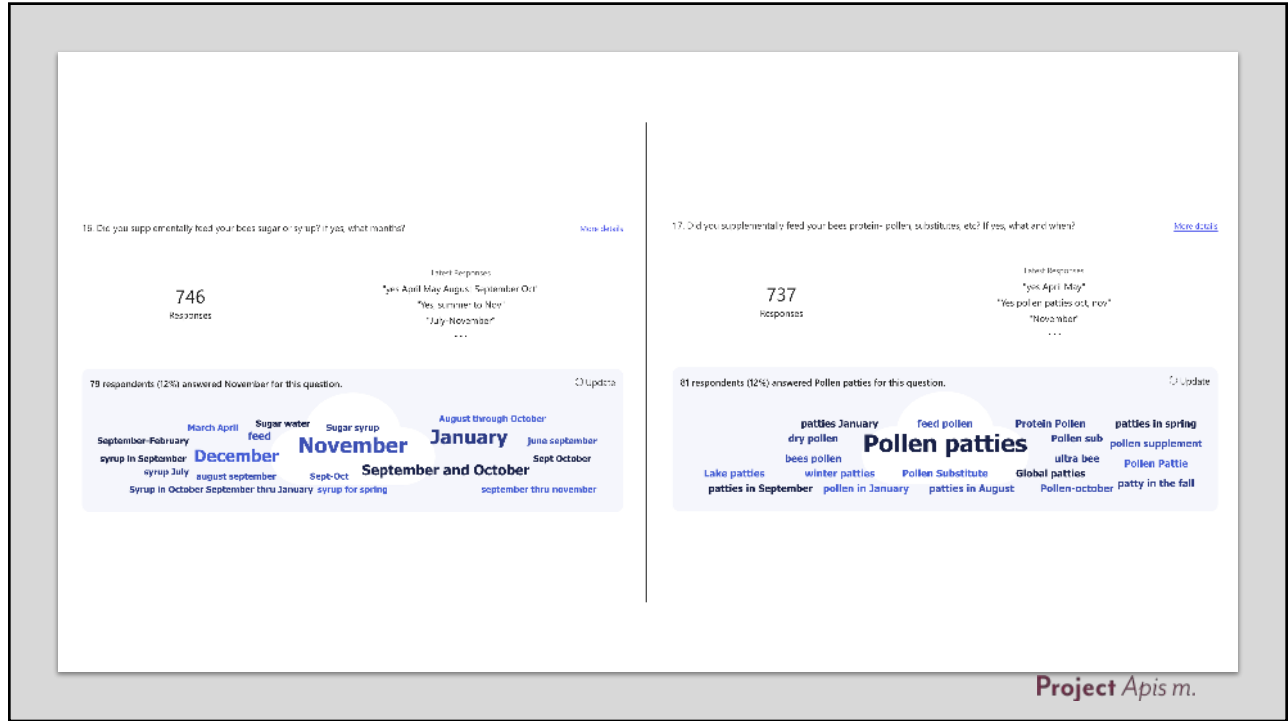 16. Did you supplementally feed your bees sugar or syrup? If yes, what months?
More details
746
Responses
Latest Responses
"yes April May August September Oct"
"Yes, summer to Nov"
"July-November"
...
79 respondents (12%) answered November for this question.
Update
March April Sugar water Sugar syrup August through October
September-February feed November January june september
syrup in September December Sept October
syrup July august september Sept-Oct September and October
Syrup in October September thru January syrup for spring september thru november
17. Did you supplementally feed your bees protein- pollen, substitutes, etc? If yes, what and when?
More details
737
Responses
Latest Responses
"yes April May"
"Yes pollen patties oct, nov"
"November"
...
81 respondents (12%) answered Pollen patties for this question.
Update
patties January feed pollen Protein Pollen patties in spring
dry pollen Pollen patties Pollen sub pollen supplement
bees pollen ultra bee Pollen Pattie
Lake patties winter patties Pollen Substitute Global patties
patties in September pollen in January patties in August Pollen-october patty in the fall
Project Apis m.